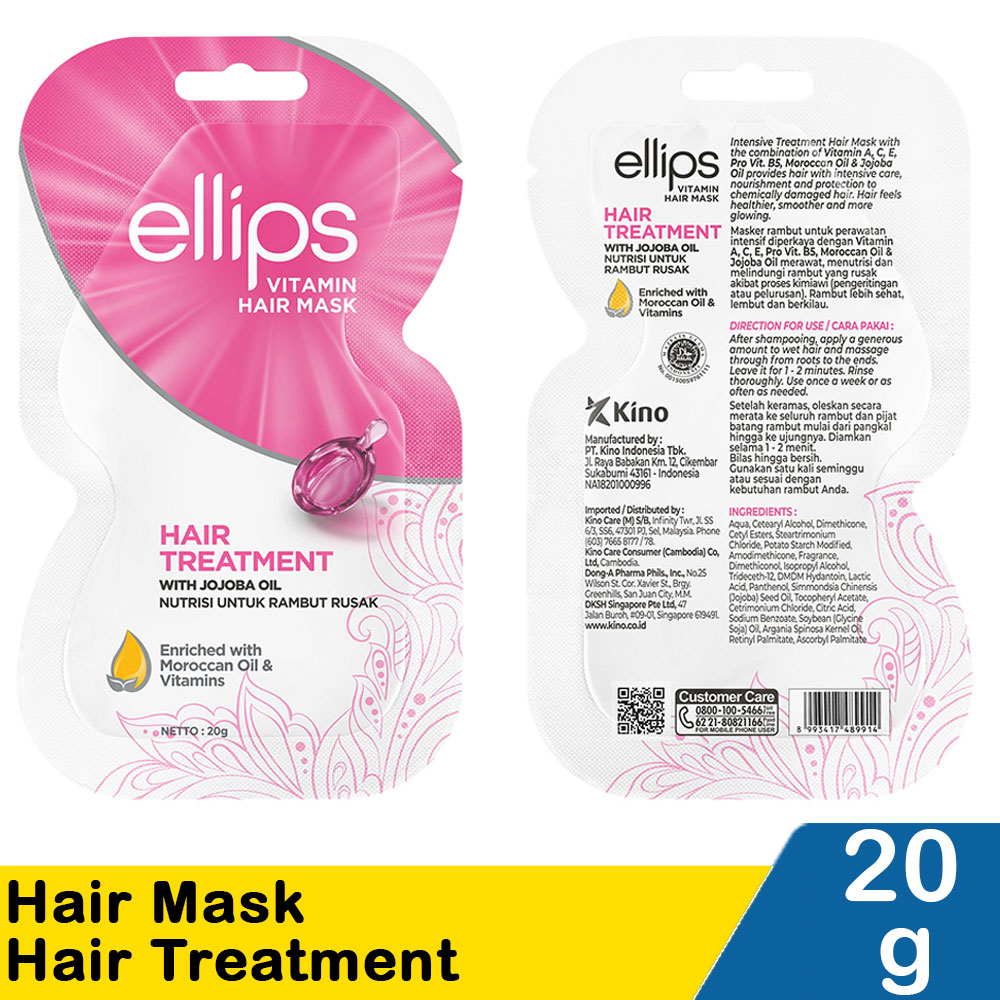 ellips
VITAMIN
HAIR MASK
HAIR
TREATMENT
WITH JOJOBA OIL
NUTRISI UNTUK RAMBUT RUSAK
Enriched with
Moroccan Oil &
Vitamins
NETTO : 20g
ellips
VITAMIN
HAIR MASK
HAIR
TREATMENT
WITH JOJOBA OIL
NUTRISI UNTUK
RAMBUT RUSAK
Enriched with
Moroccan Oil &
Vitamins
Kino
Manufactured by :
PT. Kino Indonesia Tbk.
Jl. Raya Babakan Km. 12, Cikembar
Sukabumi 43161 - Indonesia
NA18201000996
Imported / Distributed by :
Kino Care (M) S/B, Infinity Twr, Jl. SS
6/3, SS6, 47301 PJ, Sel, Malaysia. Phone
(603) 7665 8177 / 78.
Kino Care Consumer (Cambodia) Co,
Ltd, Cambodia.
Dong-A Pharma Phils., Inc., No.25
Wilson St. Cor. Xavier St., Brgy.
Greenhills, San Juan City, M.M.
DKSH Singapore Pte Ltd, 47
Jalan Buroh, #09-01, Singapore 619491.
www.kino.co.id
Intensive Treatment Hair Mask with
the combination of Vitamin A, C, E,
Pro Vit. B5, Moroccan Oil & Jojoba
Oil provides hair with intensive care,
nourishment and protection to
chemically damaged hair. Hair feels
healthier, smoother and more
glowing.
Masker rambut untuk perawatan
intensif diperkaya dengan Vitamin
A, C, E, Pro Vit. B5, Moroccan Oil &
Jojoba Oil merawat, menutrisi dan
melindungi rambut yang rusak
akibat proses kimiawi (pengeritingan
atau pelurusan). Rambut lebih sehat,
lembut dan berkilau.
DIRECTION FOR USE / CARA PAKAI :
After shampooing, apply a generous
amount to wet hair and massage
through from roots to the ends.
Leave it for 1 - 2 minutes. Rinse
thoroughly. Use once a week or as
often as needed.
Setelah keramas, oleskan secara
merata ke seluruh rambut dan pijat
batang rambut mulai dari pangkal
hingga ke ujungnya. Diamkan
selama 1 - 2 menit.
Bilas hingga bersih.
Gunakan satu kali seminggu
atau sesuai dengan
kebutuhan rambut Anda.
INGREDIENTS :
Aqua, Cetearyl Alcohol, Dimethicone,
Cetyl Esters, Steartrimonium
Chloride, Potato Starch Modified,
Amodimethicone, Fragrance,
Dimethiconol, Isopropyl Alcohol,
Trideceth-12, DMDM Hydantoin, Lactic
Acid, Panthenol, Simmondsia Chinensis
(Jojoba) Seed Oil, Tocopheryl Acetate,
Cetrimonium Chloride, Citric Acid,
Sodium Benzoate, Soybean (Glycine
Soja) Oil, Argania Spinosa Kernel Oil,
Retinyl Palmitate, Ascorbyl Palmitate
Customer Care
0800-100-5466
62 21-80821166
FOR MOBILE PHONE USER
8 993417 489914
Hair Mask
Hair Treatment
20
g